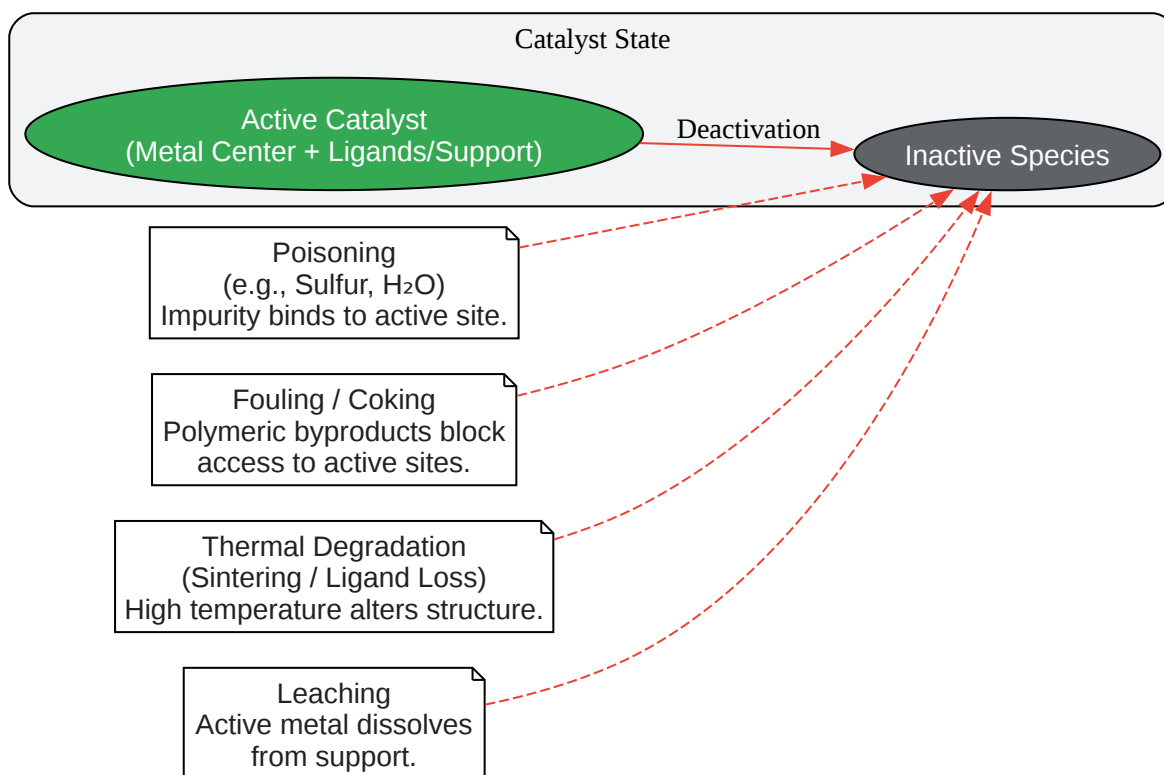 Catalyst State
Active Catalyst
(Metal Center + Ligands/Support)
Deactivation
Inactive Species
Poisoning
(e.g., Sulfur, H₂O)
Impurity binds to active site.
Fouling / Coking
Polymeric byproducts block
access to active sites.
Thermal Degradation
(Sintering / Ligand Loss)
High temperature alters structure.
Leaching
Active metal dissolves
from support.